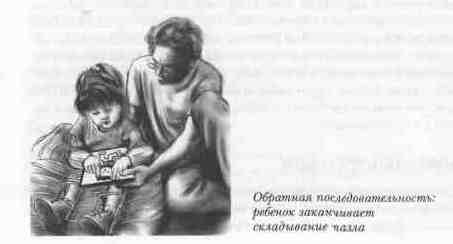 Обратная последовательность:
ребенок заканчивает
складывание пазла